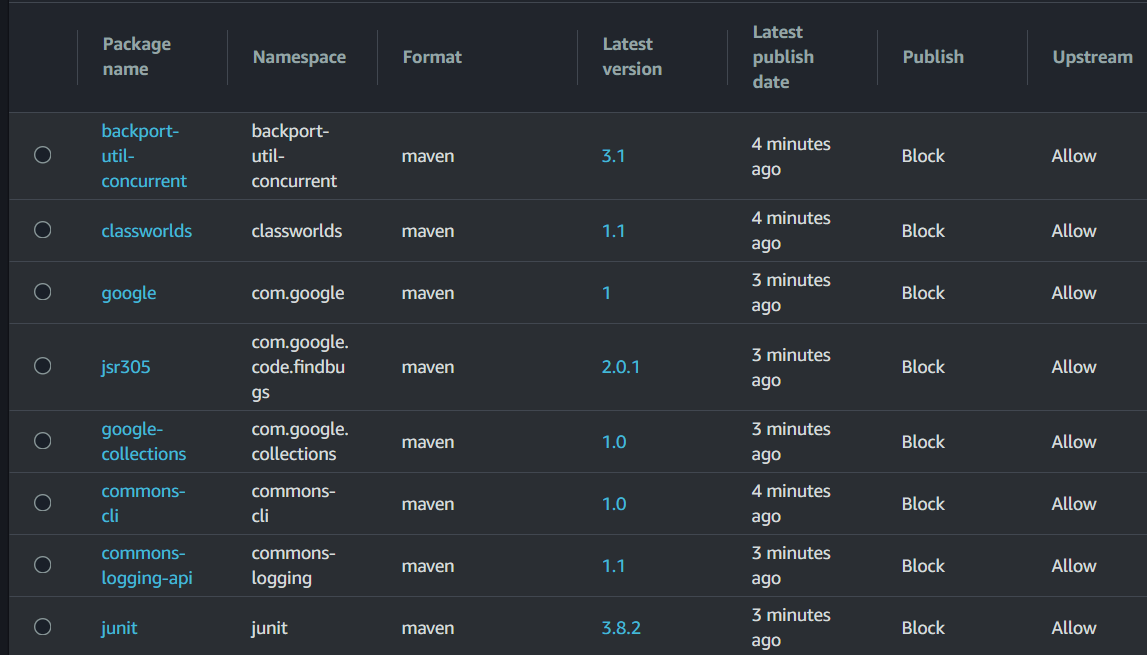 Package name
Namespace
Format
Latest version
Latest publish date
Publish
Upstream
backport-util-concurrent
backport-util-concurrent
maven
3.1
4 minutes ago
Block
Allow
classworlds
classworlds
maven
1.1
4 minutes ago
Block
Allow
google
com.google
maven
1
3 minutes ago
Block
Allow
jsr305
com.google.code.findbugs
maven
2.0.1
3 minutes ago
Block
Allow
google-collections
com.google.collections
maven
1.0
3 minutes ago
Block
Allow
commons-cli
commons-cli
maven
1.0
4 minutes ago
Block
Allow
commons-logging-api
commons-logging
maven
1.1
3 minutes ago
Block
Allow
junit
junit
maven
3.8.2
3 minutes ago
Block
Allow